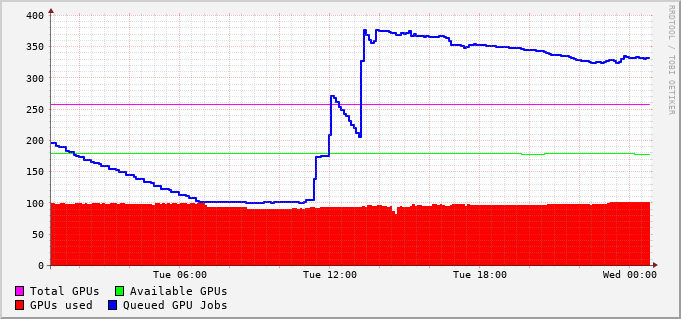 400
350
300
250
200
150
100
50
0
Tue 06:00 Tue 12:00 Tue 18:00 Wed 00:00
Total GPUs Available GPUs
GPUs used Queued GPU Jobs
RRDTOOL / TOBI OETIKER